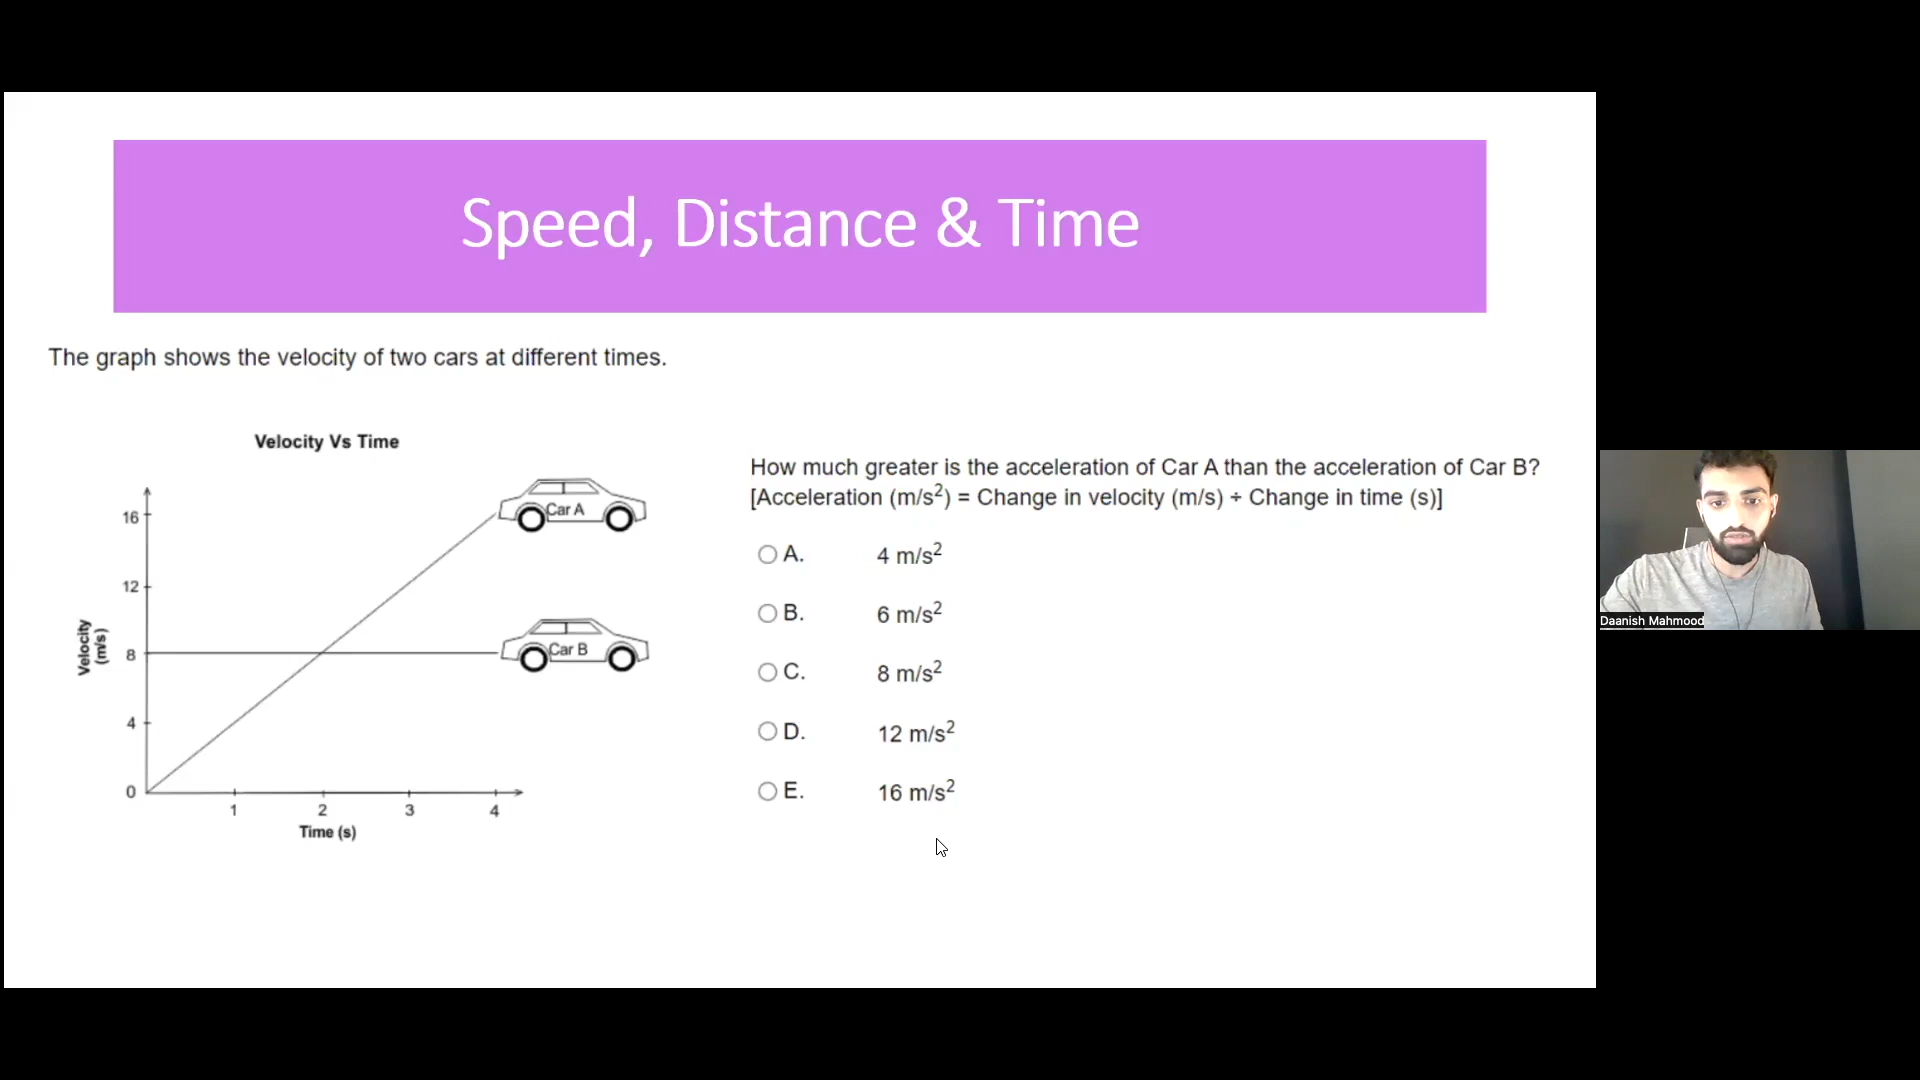 Speed, Distance & Time
The graph shows the velocity of two cars at different times.
Velocity Vs Time
16
12
8
4
0
Velocity
(m/s)
Car A
Car B
1 2 3 4
Time (s)
How much greater is the acceleration of Car A than the acceleration of Car B?
[Acceleration (m/s²) = Change in velocity (m/s) ÷ Change in time (s)]
A. 4 m/s²
B. 6 m/s²
C. 8 m/s²
D. 12 m/s²
E. 16 m/s²
Daanish Mahmood